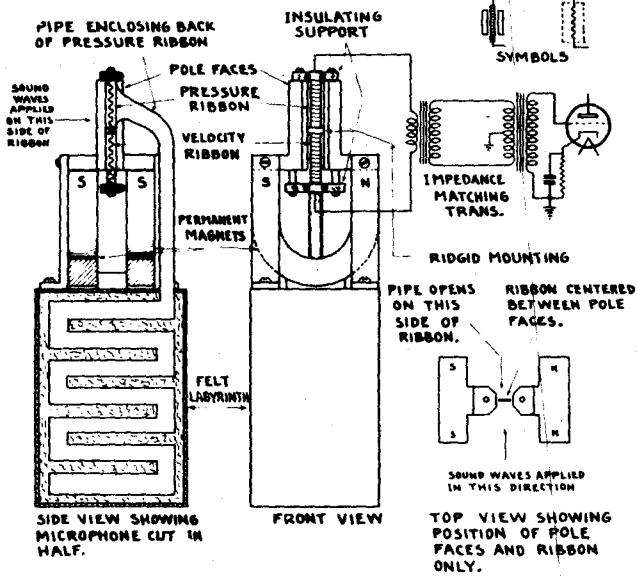 PIPE ENCLOSING BACK
OF PRESSURE RIBBON
INSULATING
SUPPORT
SYMBOLS
POLE FACES
SOUND
WAVES
APPLIED
ON THIS
SIDE OF
RIBBON
PRESSURE
RIBBON
VELOCITY
RIBBON
S S
S N
IMPEDANCE
MATCHING
TRANS.
PERMANENT
MAGNETS
RIDGID MOUNTING
PIPE OPENS
ON THIS
SIDE OF
RIBBON.
RIBBON CENTERED
BETWEEN POLE
FACES.
FELT
LABYRINTH
S N
S N
SOUND WAVES APPLIED
IN THIS DIRECTION
SIDE VIEW SHOWING
MICROPHONE CUT IN
HALF.
FRONT VIEW
TOP VIEW SHOWING
POSITION OF POLE
FACES AND RIBBON
ONLY.